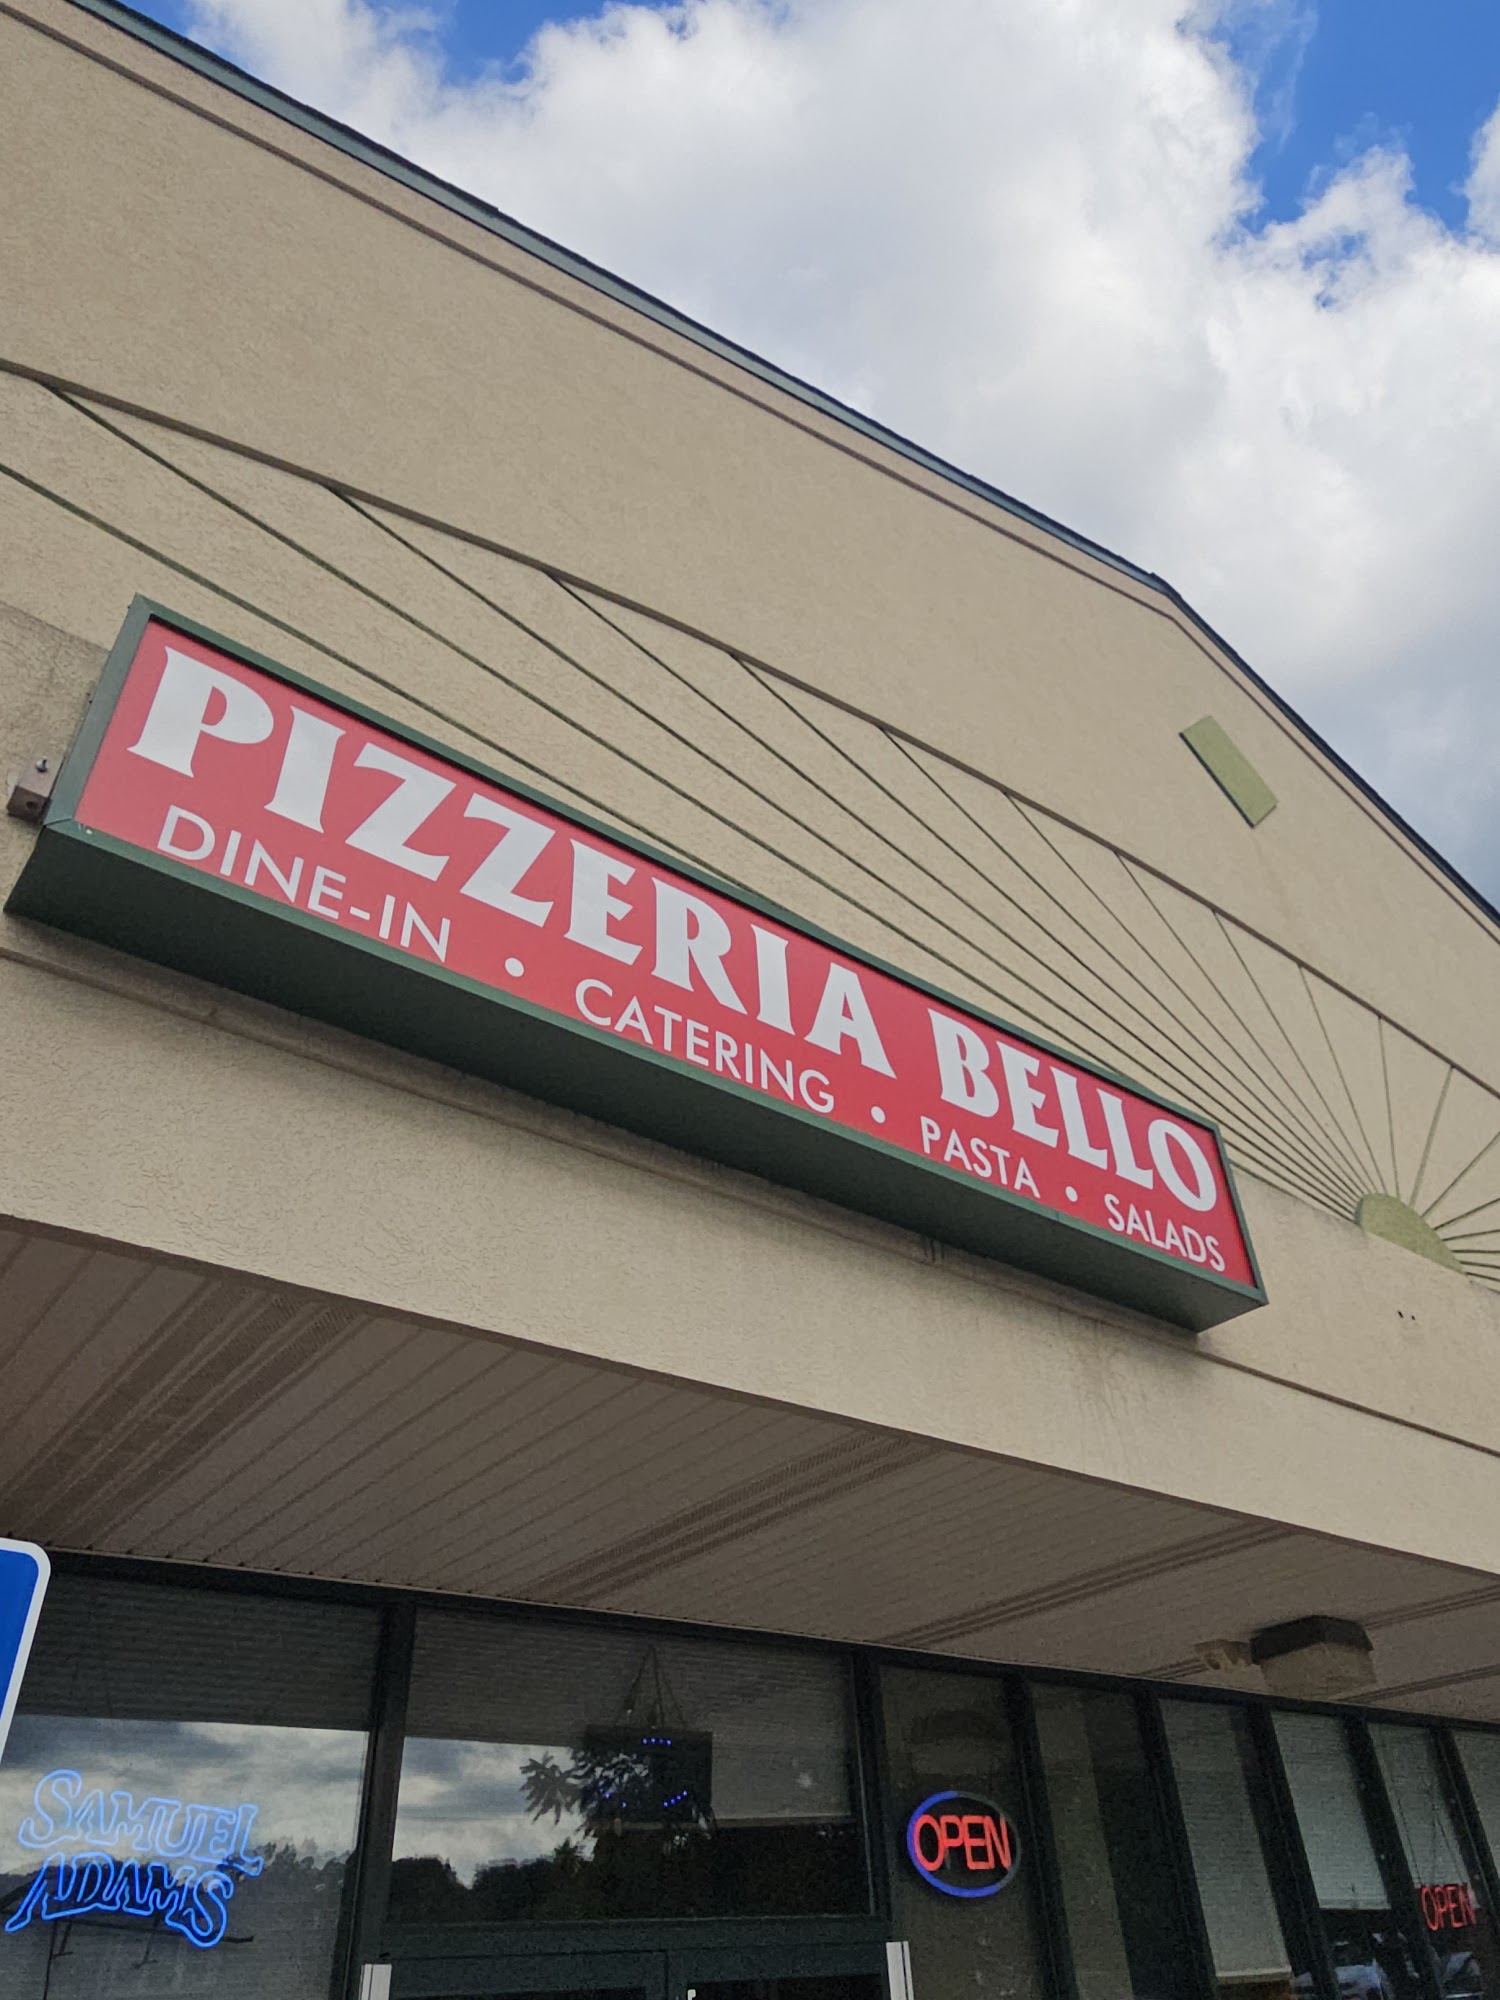 PIZZERIA BELLO
DINE-IN • CATERING • PASTA • SALADS
SAMUEL
ADAMS
OPEN
OPEN